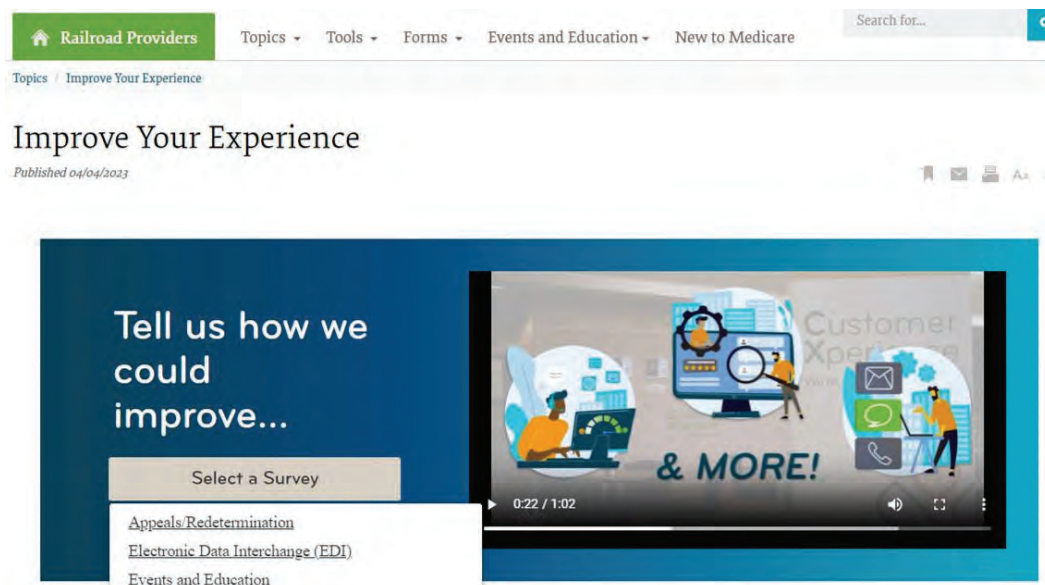 Railroad Providers Topics Tools Forms Events and Education New to Medicare Search for...
Topics / Improve Your Experience
Improve Your Experience
Published 04/04/2023
Tell us how we
could
improve...
Select a Survey
Appeals/Redetermination
Electronic Data Interchange (EDI)
Events and Education
Customer
& MORE!
0:22 / 1:02